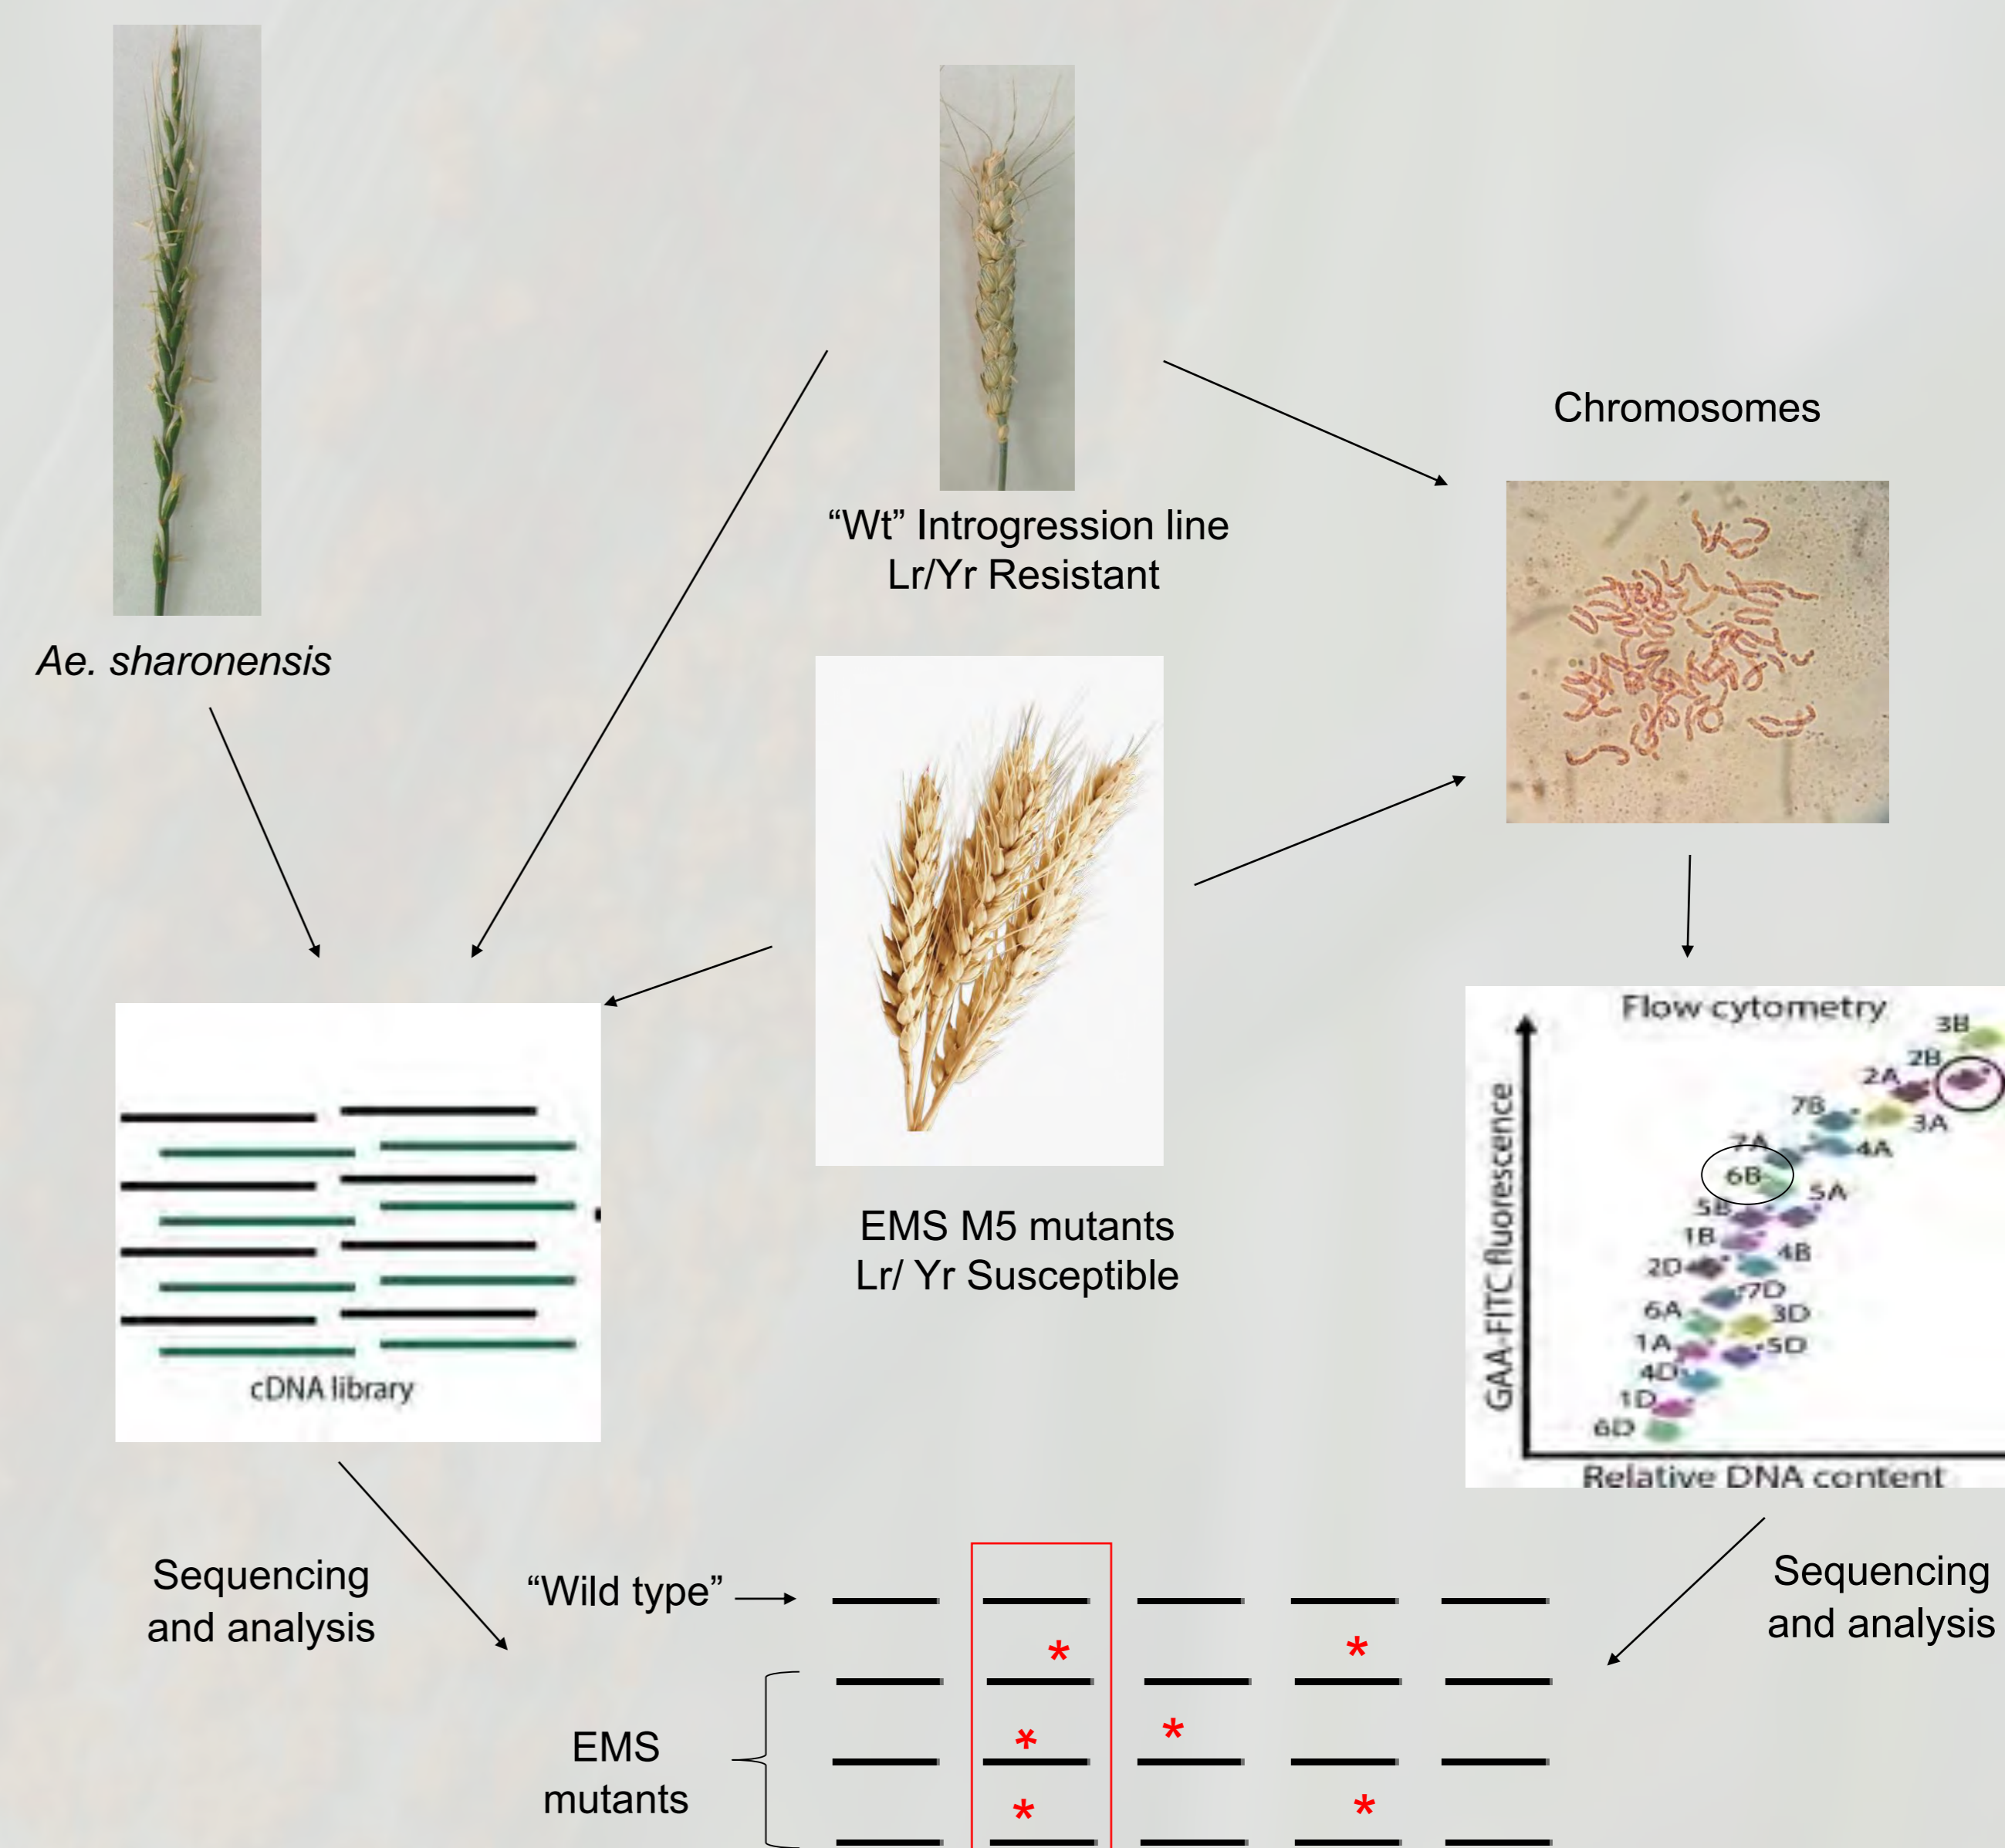 Chromosomes
“Wt” Introgression line
Lr/Yr Resistant
Ae. sharonensis
EMS M5 mutants
Lr/ Yr Susceptible
cDNA library
Flow cytometry
GAA-FITC fluorescence
3B
2B
2A
7B
3A
7A
4A
6B
5A
5B
1B
4B
2D
7D
6A
3D
1A
5D
4D
1D
6D
Relative DNA content
Sequencing
and analysis
“Wild type”
Sequencing
and analysis
*
*
EMS
mutants
*
*
*
*